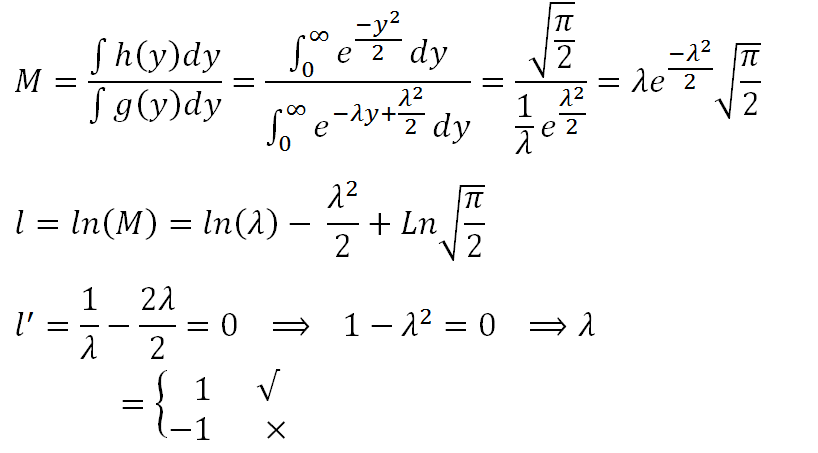 M = ∫ h(y)dy / ∫ g(y)dy = ∫₀^∞ e^(−y²/2) dy / ∫₀^∞ e^(−λy+λ²/2) dy = √(π/2) / ((1/λ) e^(λ²/2)) = λe^(−λ²/2) √(π/2)
l = ln(M) = ln(λ) − λ²/2 + Ln√(π/2)
l′ = 1/λ − 2λ/2 = 0 ⟹ 1 − λ² = 0 ⟹ λ
= { 1 √
−1 ×